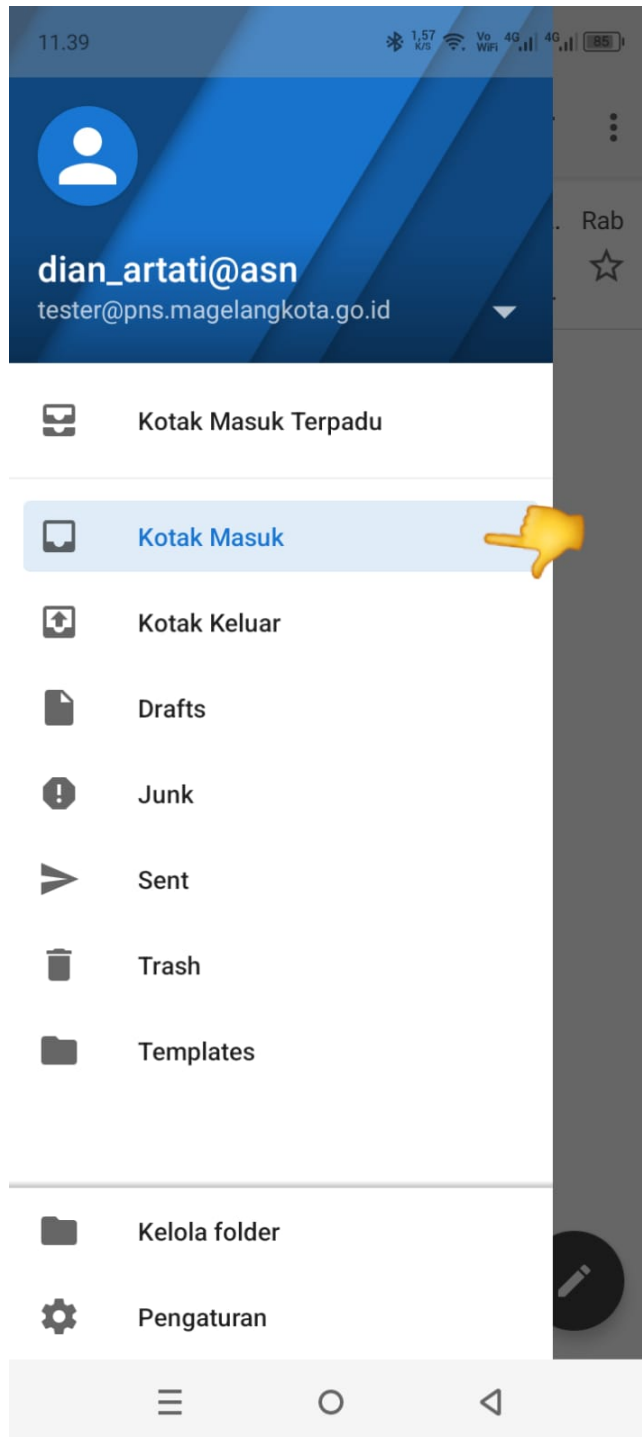 11.39
1,57
K/S
Vo
WiFi
4G
4G
85
Rab
dian_artati@asn
tester@pns.magelangkota.go.id
Kotak Masuk Terpadu
Kotak Masuk
Kotak Keluar
Drafts
Junk
Sent
Trash
Templates
Kelola folder
Pengaturan